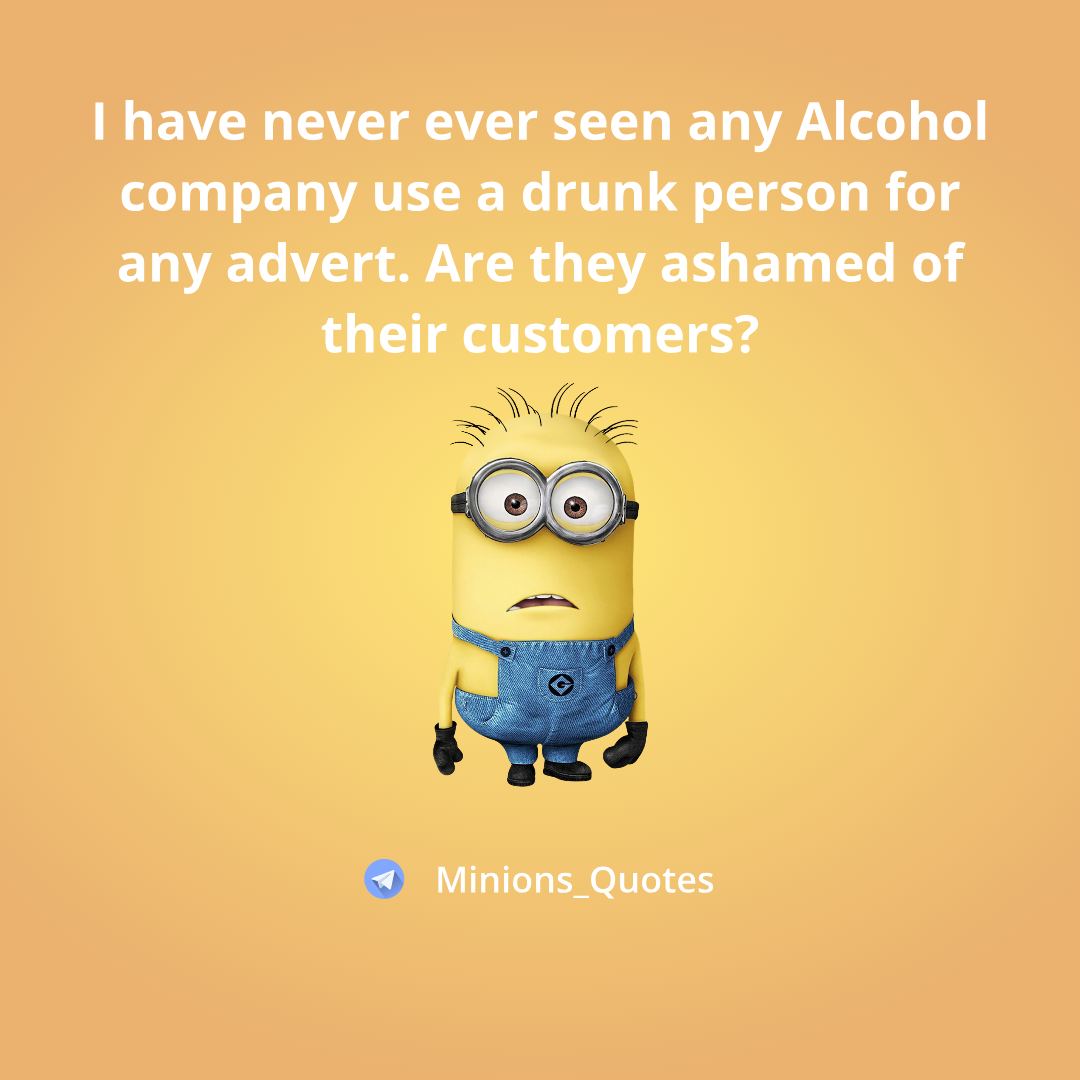 I have never ever seen any Alcohol
company use a drunk person for
any advert. Are they ashamed of
their customers?
Minions_Quotes